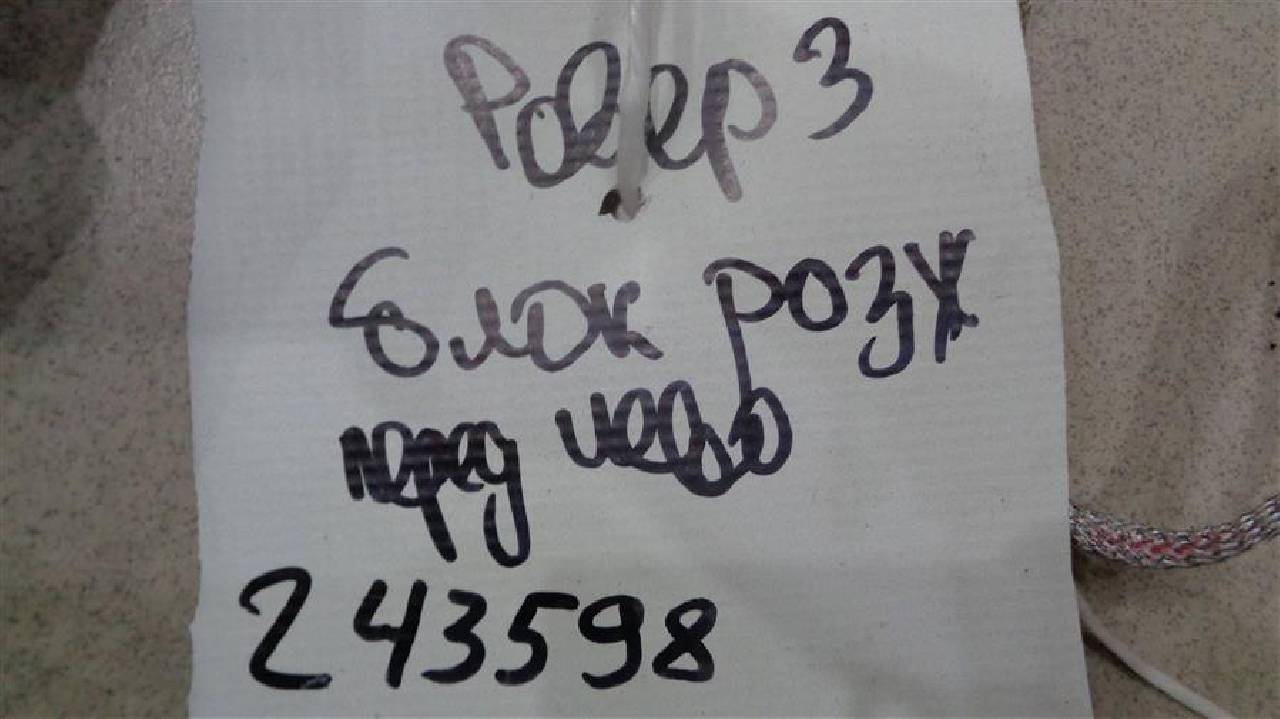 Ровер 3
блок розж
перед лево
243598